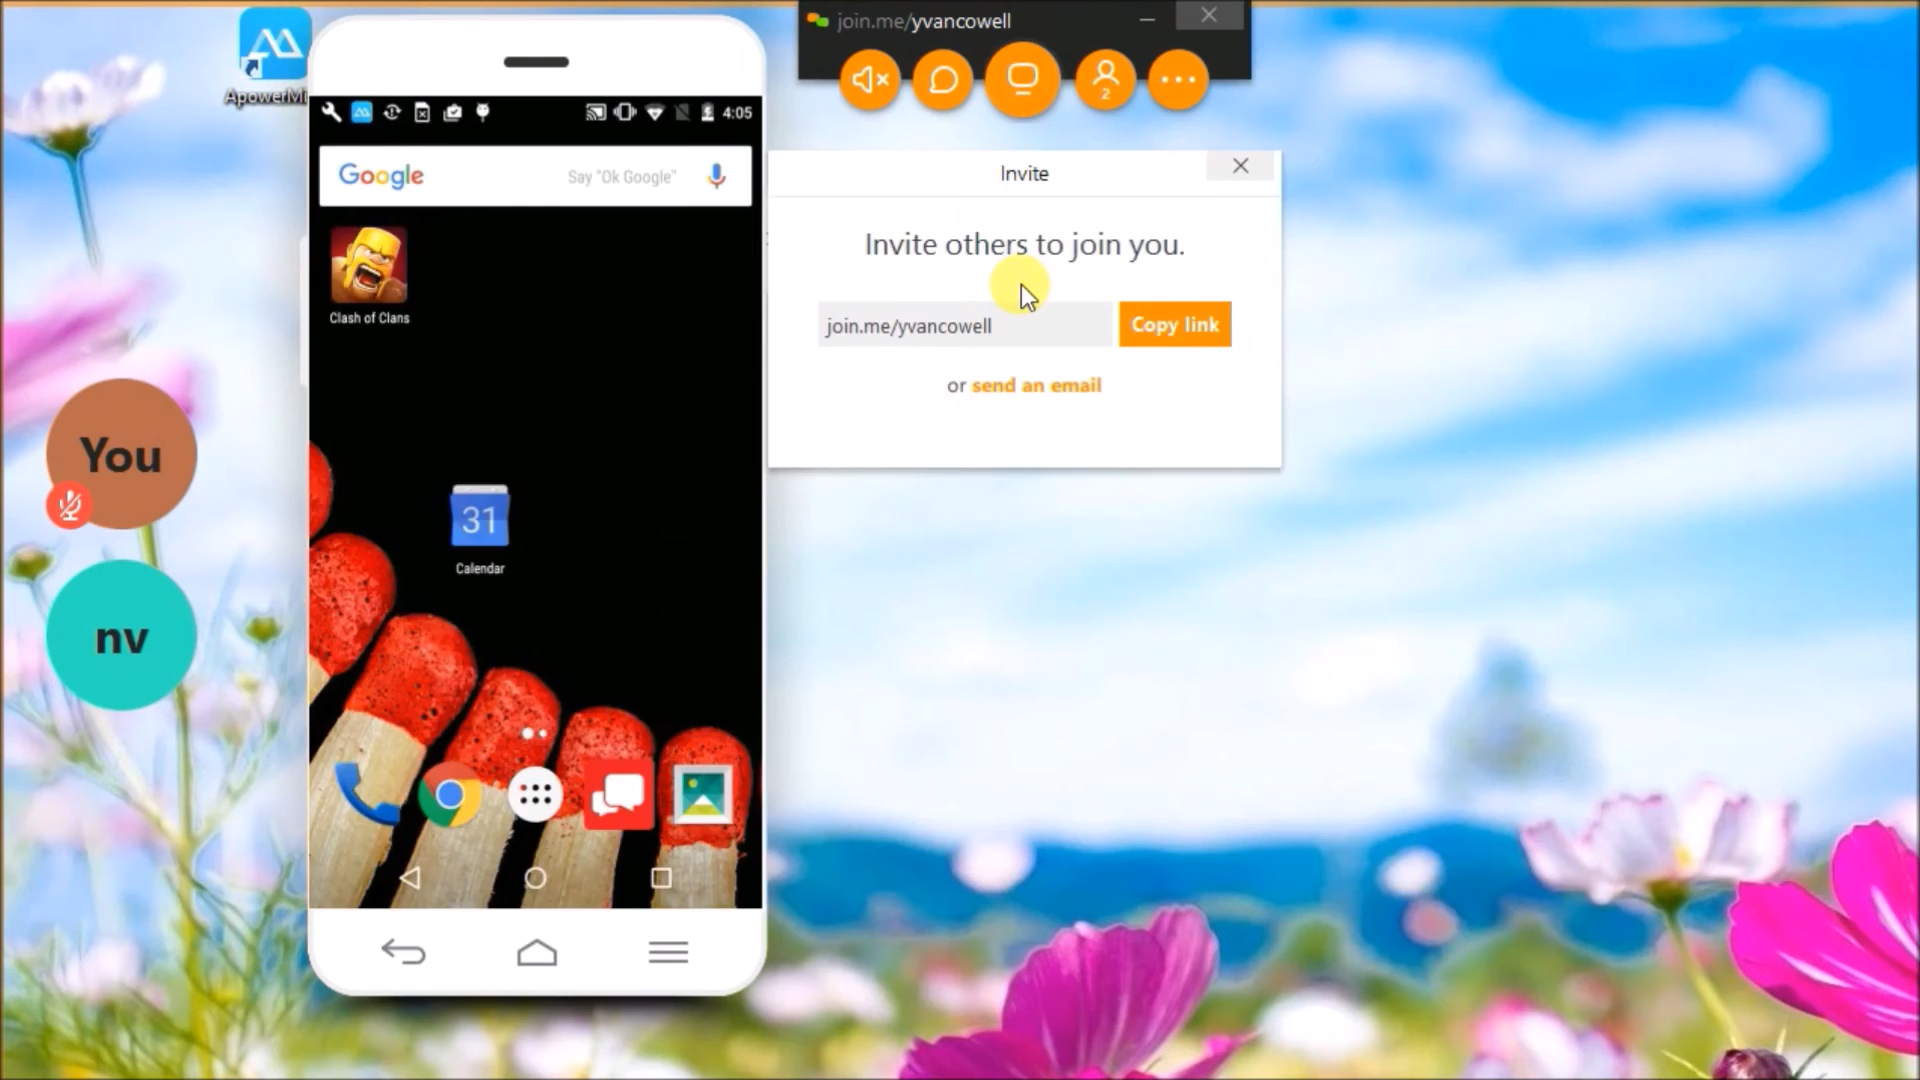 join.me/yvancowell
2
ApowerMi
4:05
Google
Say "Ok Google"
Clash of Clans
31
Calendar
Invite
Invite others to join you.
join.me/yvancowell
Copy link
or send an email
You
nv